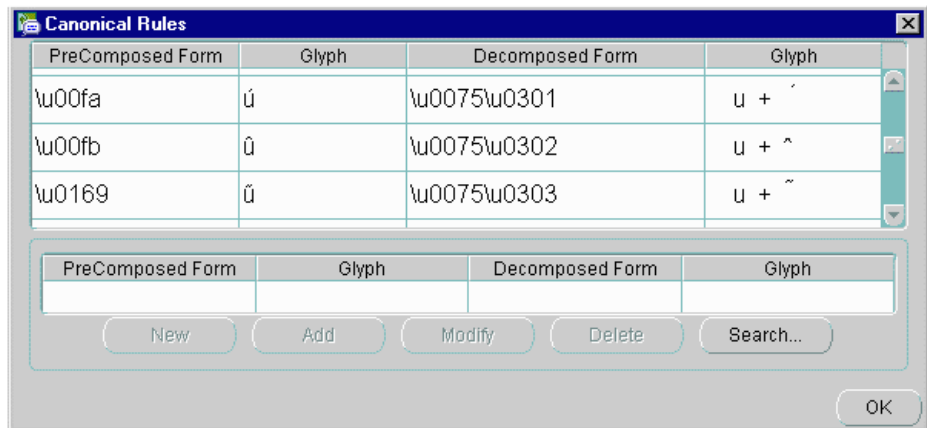 Canonical Rules
PreComposed Form Glyph Decomposed Form Glyph
\u00fa ú \u0075\u0301 u + ´
\u00fb û \u0075\u0302 u + ^
\u0169 ű \u0075\u0303 u + ˜
PreComposed Form Glyph Decomposed Form Glyph
New Add Modify Delete Search...
OK